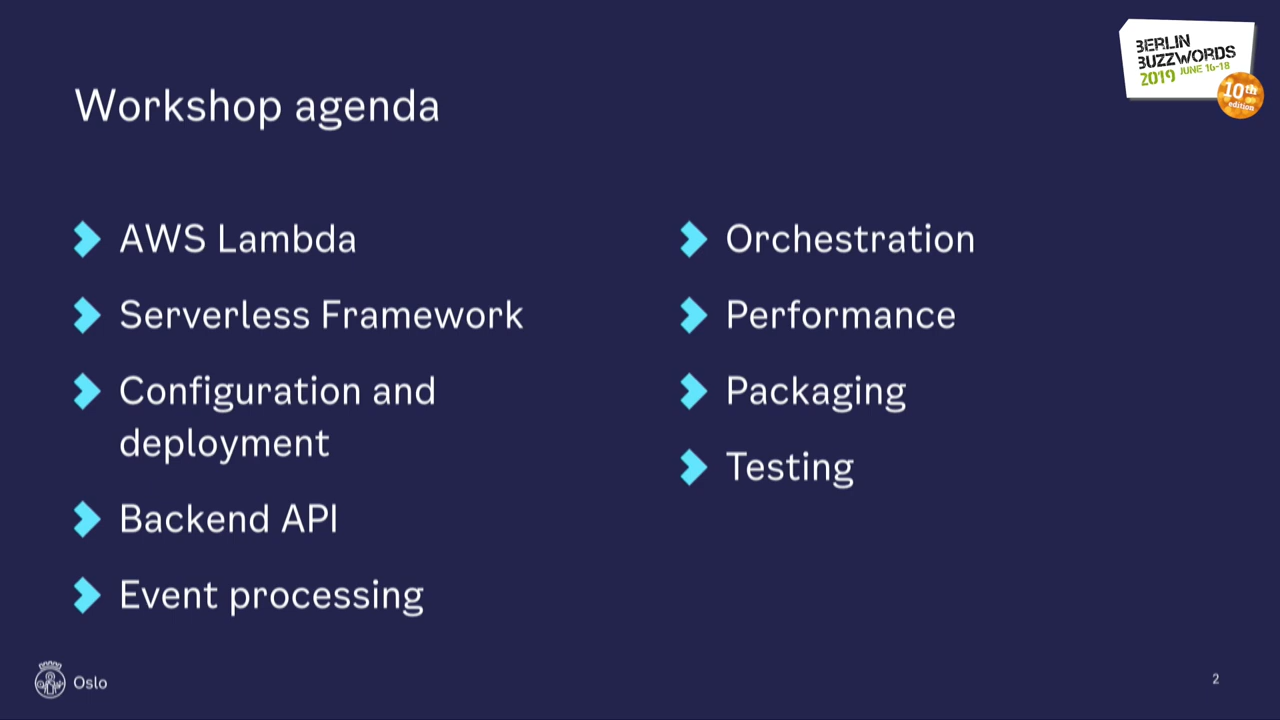 BERLIN
BUZZWORDS
2019 JUNE 16-18
10th
edition
Workshop agenda
AWS Lambda
Serverless Framework
Configuration and
deployment
Backend API
Event processing
Orchestration
Performance
Packaging
Testing
Oslo
2